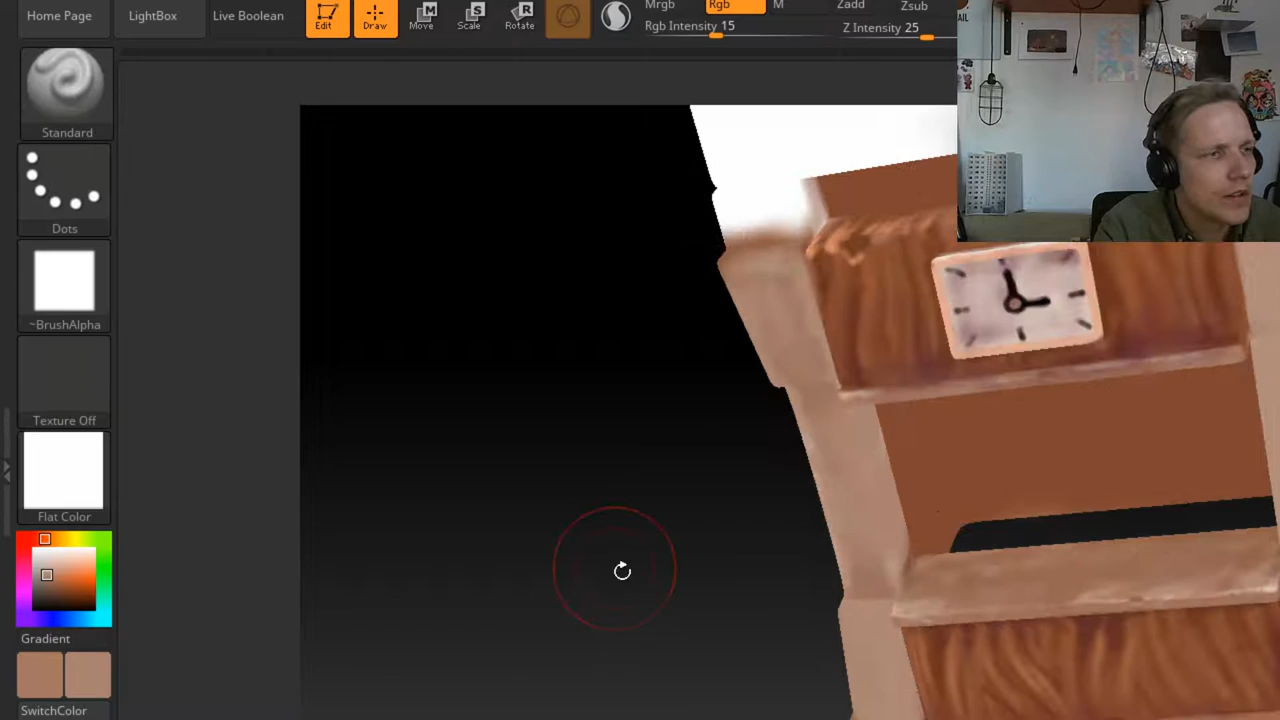 Home Page LightBox Live Boolean Edit Draw Move Scale Rotate Mrgb Rgb M Zadd Zsub
Rgb Intensity 15 Z Intensity 25
Standard
Dots
~BrushAlpha
Texture Off
Flat Color
Gradient
SwitchColor